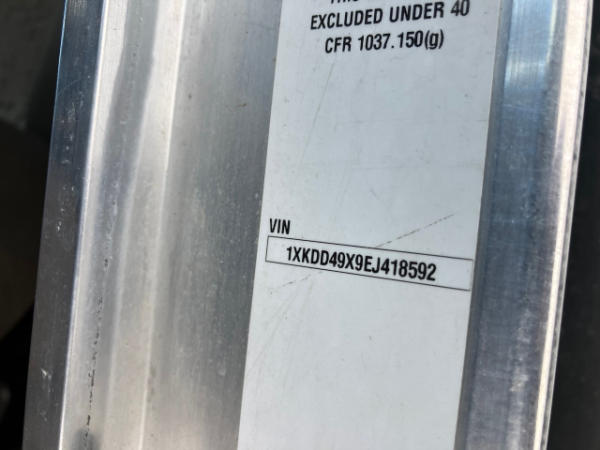 EXCLUDED UNDER 40
CFR 1037.150(g)
VIN
1XKDD49X9EJ418592